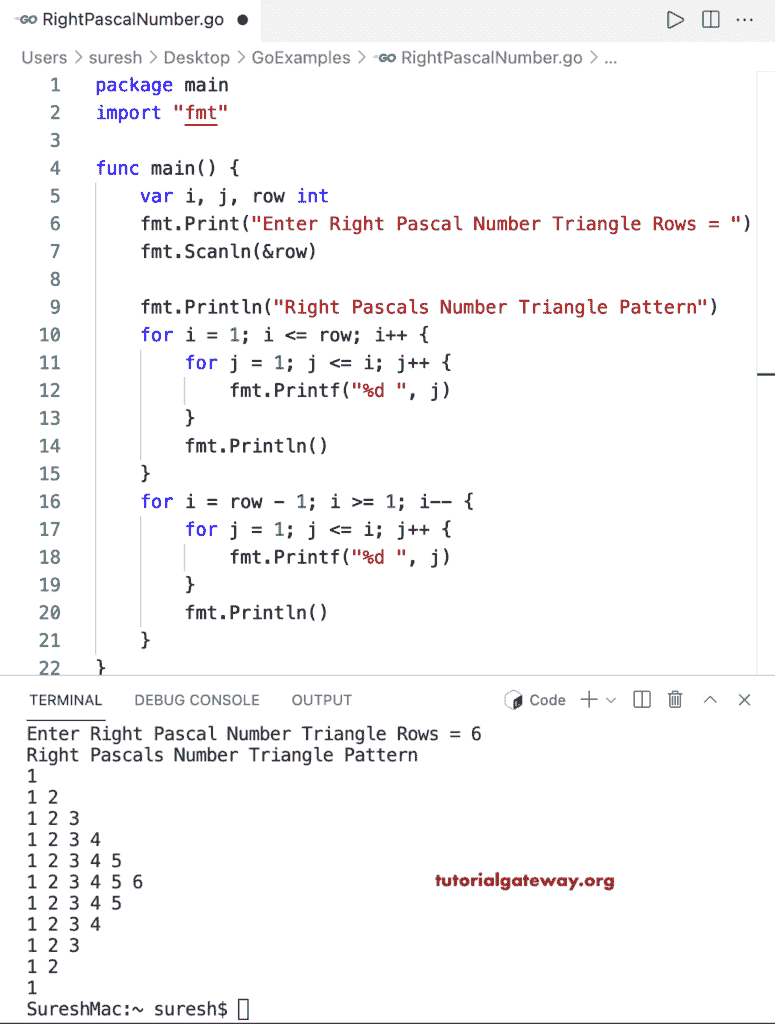 GO RightPascalNumber.go
Users > suresh > Desktop > GoExamples > GO RightPascalNumber.go > ...
1 package main
2 import "fmt"
3
4 func main() {
5     var i, j, row int
6     fmt.Print("Enter Right Pascal Number Triangle Rows = ")
7     fmt.Scanln(&row)
8
9     fmt.Println("Right Pascals Number Triangle Pattern")
10     for i = 1; i <= row; i++ {
11         for j = 1; j <= i; j++ {
12             fmt.Printf("%d ", j)
13         }
14         fmt.Println()
15     }
16     for i = row - 1; i >= 1; i-- {
17         for j = 1; j <= i; j++ {
18             fmt.Printf("%d ", j)
19         }
20         fmt.Println()
21     }
22 }
TERMINAL DEBUG CONSOLE OUTPUT Code
Enter Right Pascal Number Triangle Rows = 6
Right Pascals Number Triangle Pattern
1
1 2
1 2 3
1 2 3 4
1 2 3 4 5
1 2 3 4 5 6
tutorialgateway.org
1 2 3 4 5
1 2 3 4
1 2 3
1 2
1
SureshMac:~ suresh$